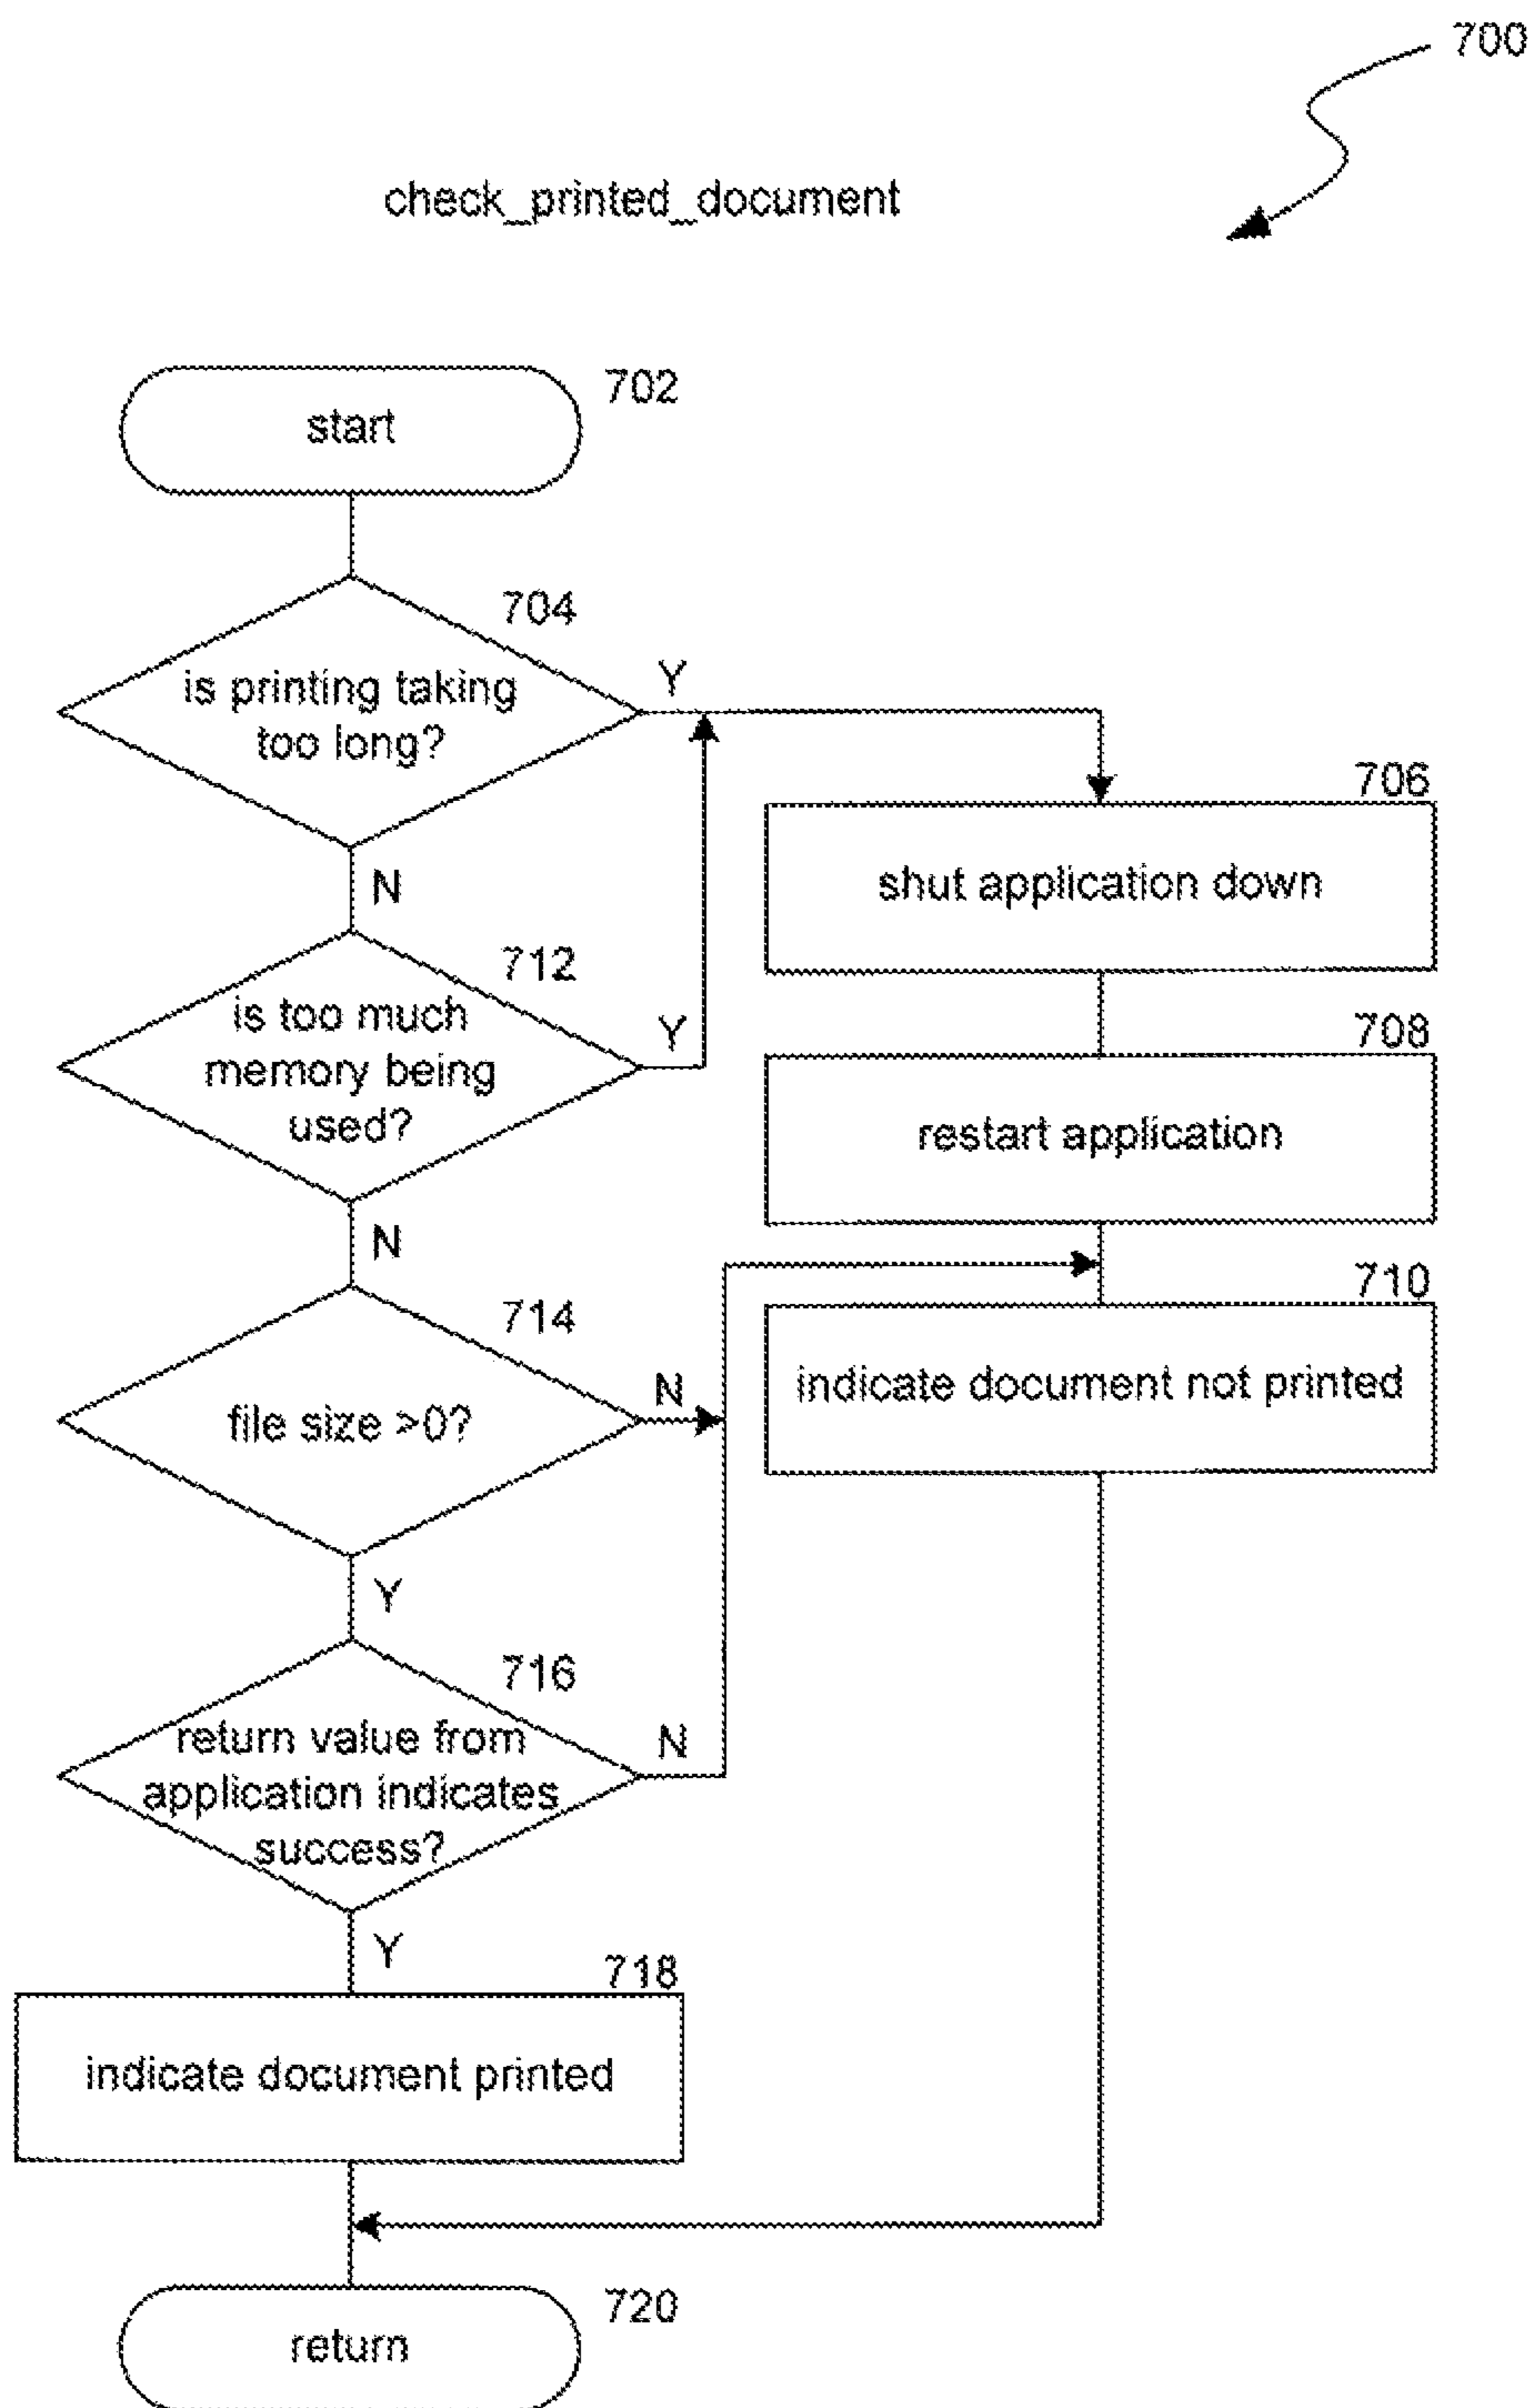 700
check_printed_document
702
start
704
is printing taking
too long?
Y
N
706
shut application down
712
is too much
memory being
used?
Y
N
708
restart application
714
file size >0?
N
Y
710
indicate document not printed
716
return value from
application indicates
success?
N
Y
718
indicate document printed
720
return